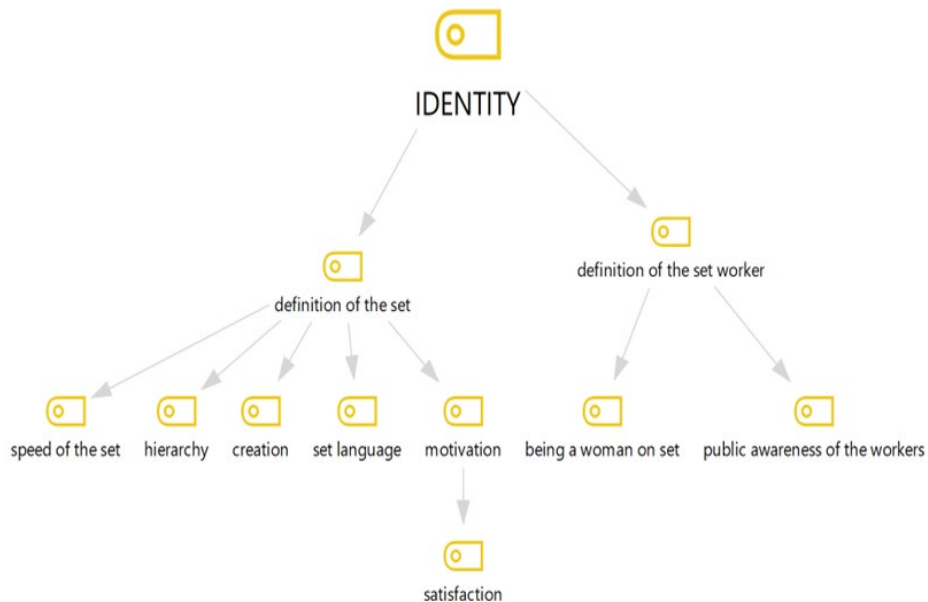 IDENTITY
definition of the set worker
definition of the set
speed of the set
hierarchy
creation
set language
motivation
being a woman on set
public awareness of the workers
satisfaction